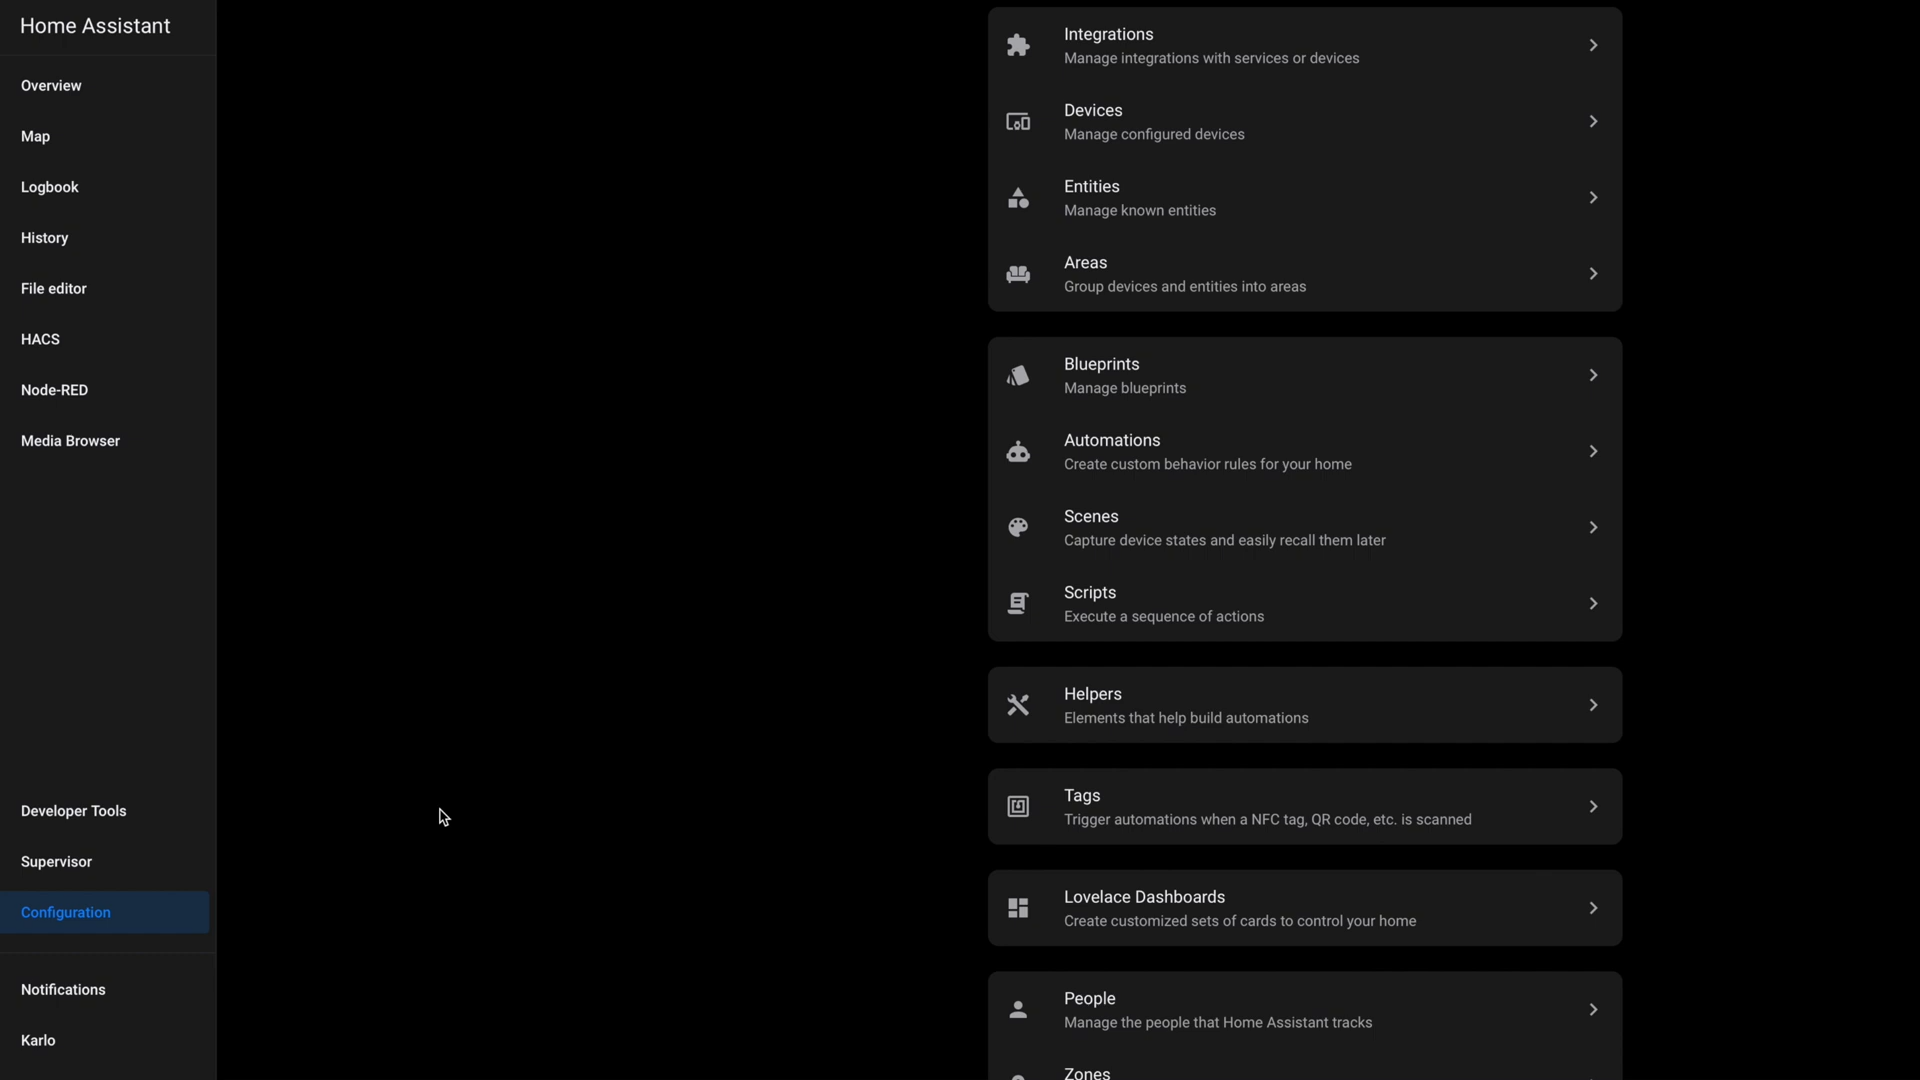 Home Assistant
Overview
Map
Logbook
History
File editor
HACS
Node-RED
Media Browser
Developer Tools
Supervisor
Configuration
Notifications
Karlo
Integrations
Manage integrations with services or devices
Devices
Manage configured devices
Entities
Manage known entities
Areas
Group devices and entities into areas
Blueprints
Manage blueprints
Automations
Create custom behavior rules for your home
Scenes
Capture device states and easily recall them later
Scripts
Execute a sequence of actions
Helpers
Elements that help build automations
Tags
Trigger automations when a NFC tag, QR code, etc. is scanned
Lovelace Dashboards
Create customized sets of cards to control your home
People
Manage the people that Home Assistant tracks
Zones